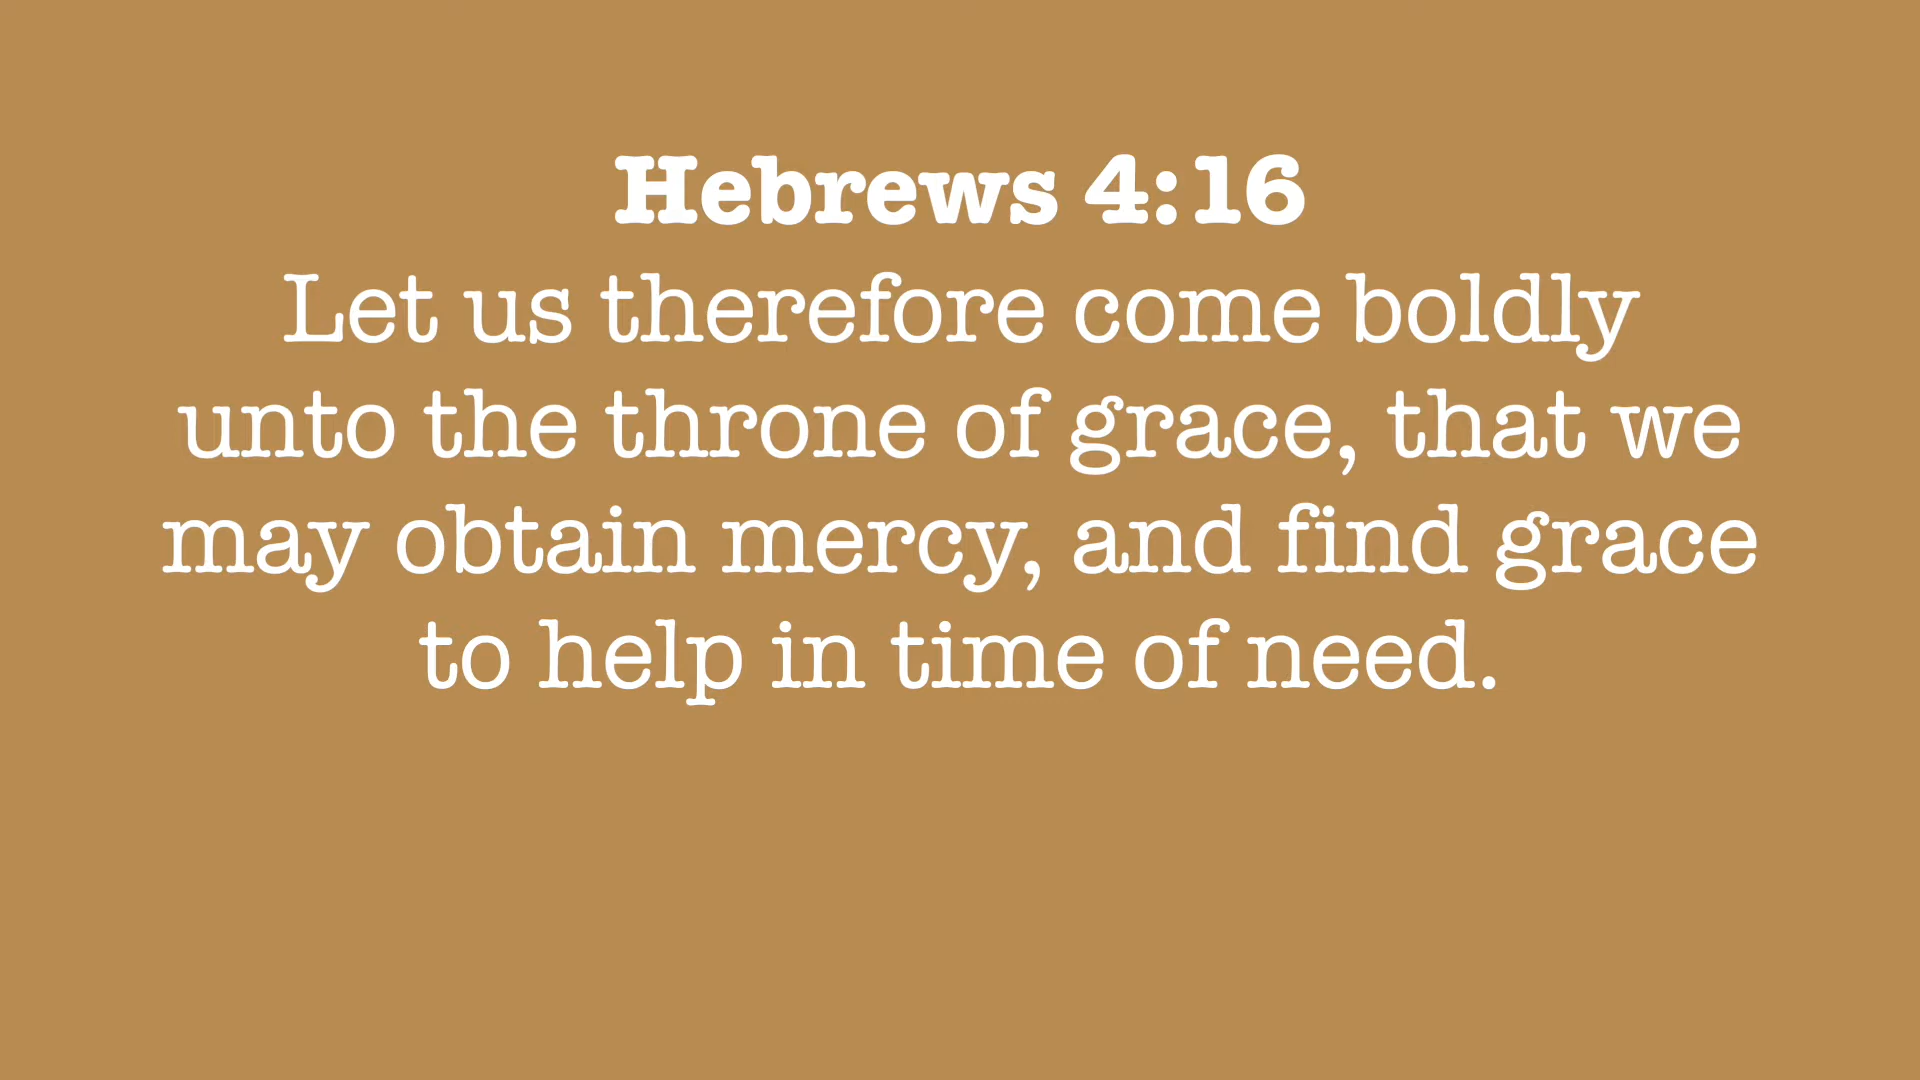 Hebrews 4:16
Let us therefore come boldly
unto the throne of grace, that we
may obtain mercy, and find grace
to help in time of need.